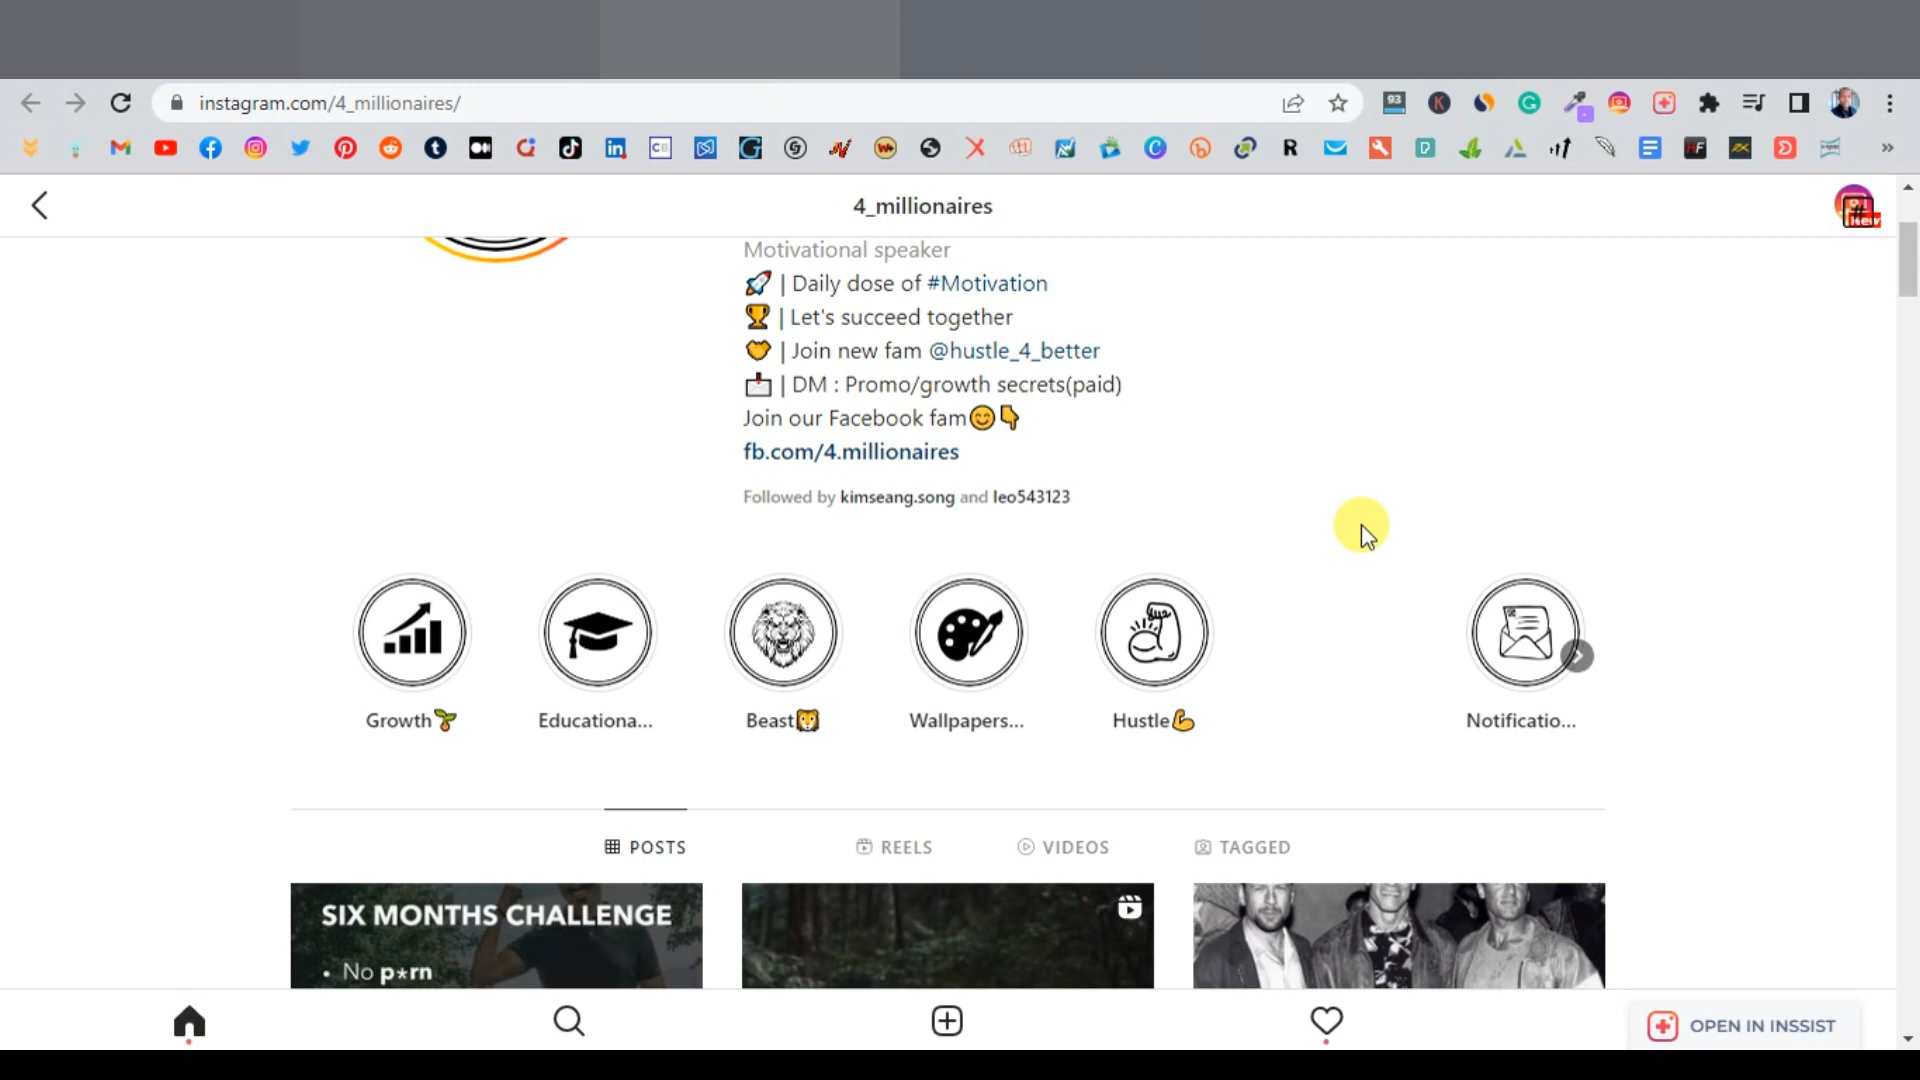 instagram.com/4_millionaires/
93
4_millionaires
New
Motivational speaker
🚀 | Daily dose of #Motivation
🏆 | Let's succeed together
🤝 | Join new fam @hustle_4_better
📩 | DM : Promo/growth secrets(paid)
Join our Facebook fam😊👇
fb.com/4.millionaires
Followed by kimseang.song and leo543123
Growth🌱 Educationa... Beast🦁 Wallpapers... Hustle💪 Notificatio...
POSTS REELS VIDEOS TAGGED
SIX MONTHS CHALLENGE
• No p*rn
OPEN IN INSSIST